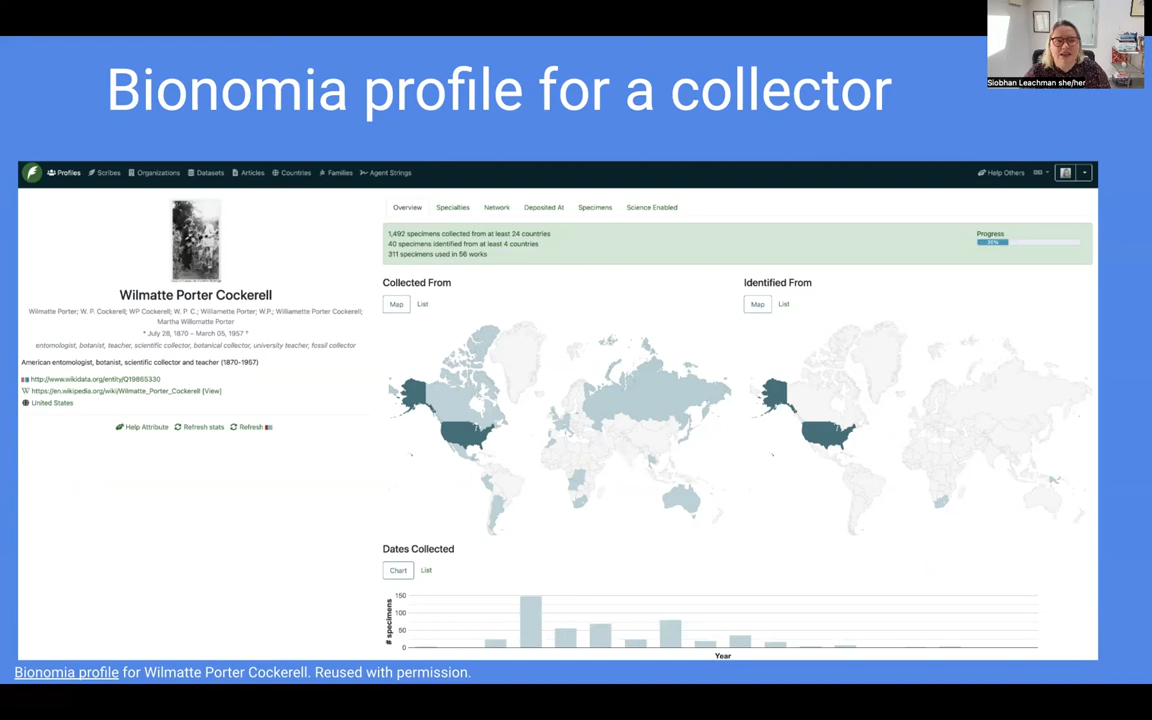 Bionomia profile for a collector
Siobhan Leachman she/her
Profiles Scribes Organizations Datasets Articles Countries Families Agent Strings Help Others
Overview Specialties Network Deposited At Specimens Science Enabled
1,492 specimens collected from at least 24 countries
40 specimens identified from at least 4 countries
311 specimens used in 56 works
Progress
30%
Wilmatte Porter Cockerell
Wilmatte Porter; W. P. Cockerell; WP Cockerell; W. P. C.; Williamette Porter; W.P.; Williamette Porter Cockerell;
Martha Willomatte Porter
* July 28, 1870 – March 05, 1957 †
entomologist, botanist, teacher, scientific collector, botanical collector, university teacher, fossil collector
American entomologist, botanist, scientific collector and teacher (1870-1957)
http://www.wikidata.org/entity/Q19865330
W https://en.wikipedia.org/wiki/Wilmatte_Porter_Cockerell [View]
United States
Help Attribute Refresh stats Refresh
Collected From
Map List
Identified From
Map List
Dates Collected
Chart List
# specimens
150
100
50
0
Year
Bionomia profile for Wilmatte Porter Cockerell. Reused with permission.